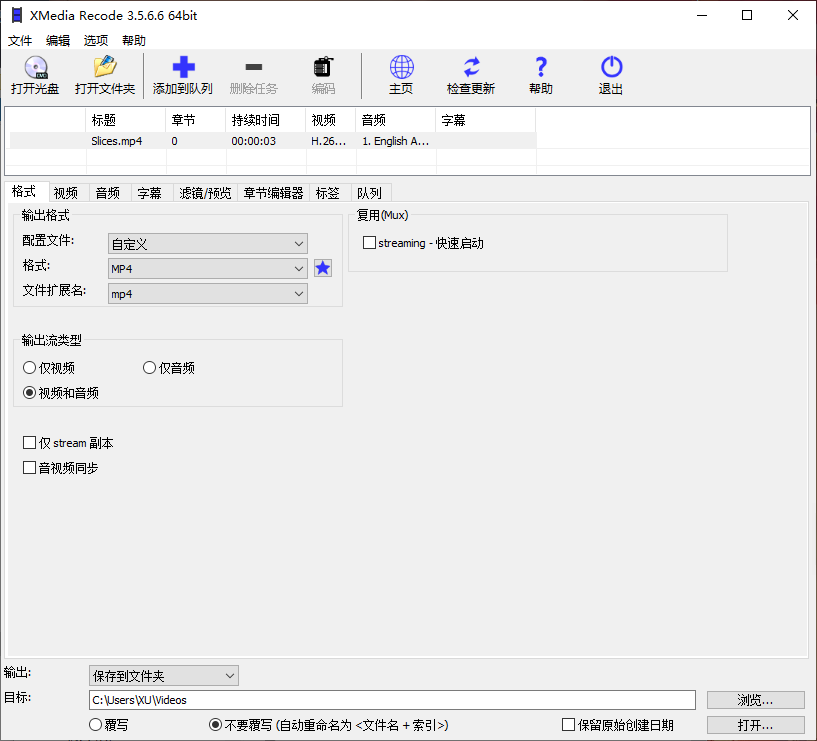 XMedia Recode 3.5.6.6 64bit
文件 编辑 选项 帮助
打开光盘 打开文件夹 添加到队列 删除任务 编码 主页 检查更新 帮助 退出
标题 章节 持续时间 视频 音频 字幕
Slices.mp4 0 00:00:03 H.26... 1. English A...
格式 视频 音频 字幕 滤镜/预览 章节编辑器 标签 队列
输出格式 复用(Mux)
配置文件: 自定义 streaming - 快速启动
格式: MP4
文件扩展名: mp4
输出流类型
仅视频 仅音频
视频和音频
仅 stream 副本
音视频同步
输出: 保存到文件夹
目标: C:\Users\XU\Videos 浏览...
覆写 不要覆写 (自动重命名为 <文件名 + 索引>) 保留原始创建日期 打开...